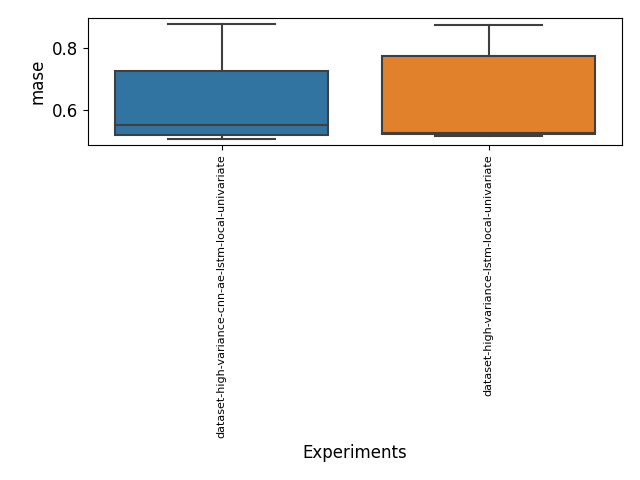 mase
0.8
0.6
dataset-high-variance-cnn-ae-lstm-local-univariate
dataset-high-variance-lstm-local-univariate
Experiments